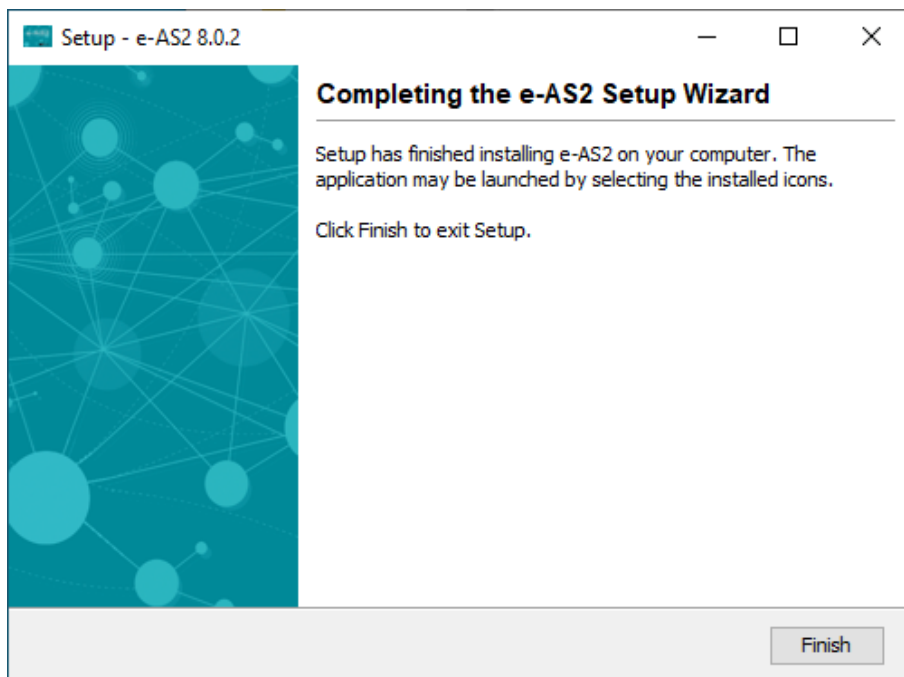 Setup - e-AS2 8.0.2
Completing the e-AS2 Setup Wizard
Setup has finished installing e-AS2 on your computer. The
application may be launched by selecting the installed icons.
Click Finish to exit Setup.
Finish